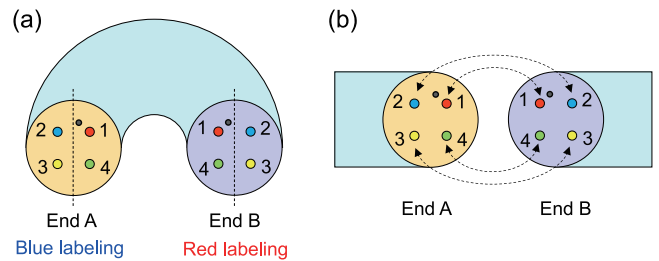 (a)
2 1
3 4
1 2
4 3
End A
End B
Blue labeling
Red labeling
(b)
2 1
3 4
1 2
4 3
End A
End B